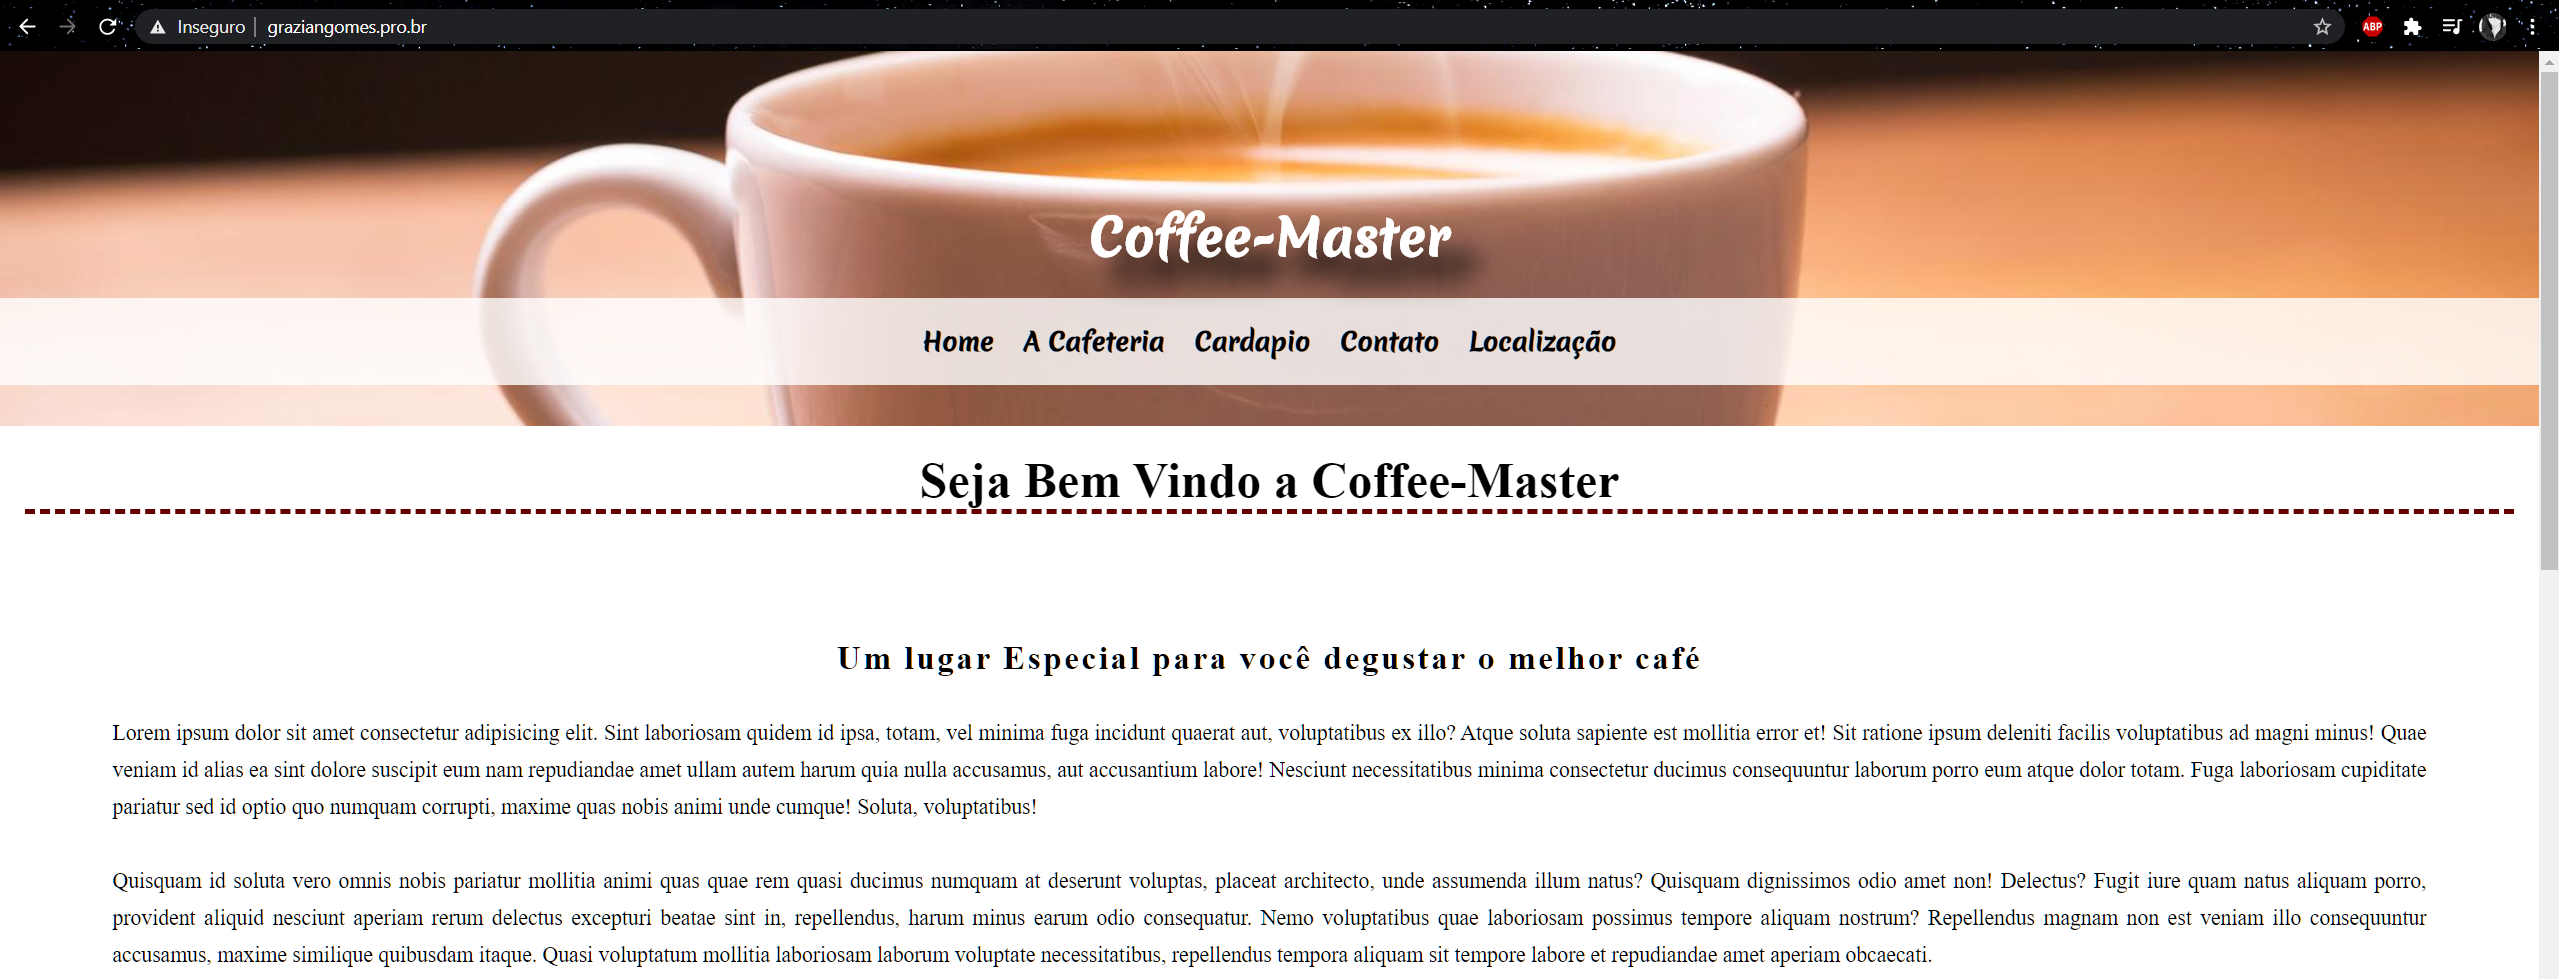 Inseguro | graziangomes.pro.br
ABP
Coffee-Master
Home A Cafeteria Cardapio Contato Localização
Seja Bem Vindo a Coffee-Master
Um lugar Especial para você degustar o melhor café
Lorem ipsum dolor sit amet consectetur adipisicing elit. Sint laboriosam quidem id ipsa, totam, vel minima fuga incidunt quaerat aut, voluptatibus ex illo? Atque soluta sapiente est mollitia error et! Sit ratione ipsum deleniti facilis voluptatibus ad magni minus! Quae
veniam id alias ea sint dolore suscipit eum nam repudiandae amet ullam autem harum quia nulla accusamus, aut accusantium labore! Nesciunt necessitatibus minima consectetur ducimus consequuntur laborum porro eum atque dolor totam. Fuga laboriosam cupiditate
pariatur sed id optio quo numquam corrupti, maxime quas nobis animi unde cumque! Soluta, voluptatibus!
Quisquam id soluta vero omnis nobis pariatur mollitia animi quas quae rem quasi ducimus numquam at deserunt voluptas, placeat architecto, unde assumenda illum natus? Quisquam dignissimos odio amet non! Delectus? Fugit iure quam natus aliquam porro,
provident aliquid nesciunt aperiam rerum delectus excepturi beatae sint in, repellendus, harum minus earum odio consequatur. Nemo voluptatibus quae laboriosam possimus tempore aliquam nostrum? Repellendus magnam non est veniam illo consequuntur
accusamus, maxime similique quibusdam itaque. Quasi voluptatum mollitia laboriosam laborum voluptate necessitatibus, repellendus tempora aliquam sit tempore labore et repudiandae amet aperiam obcaecati.